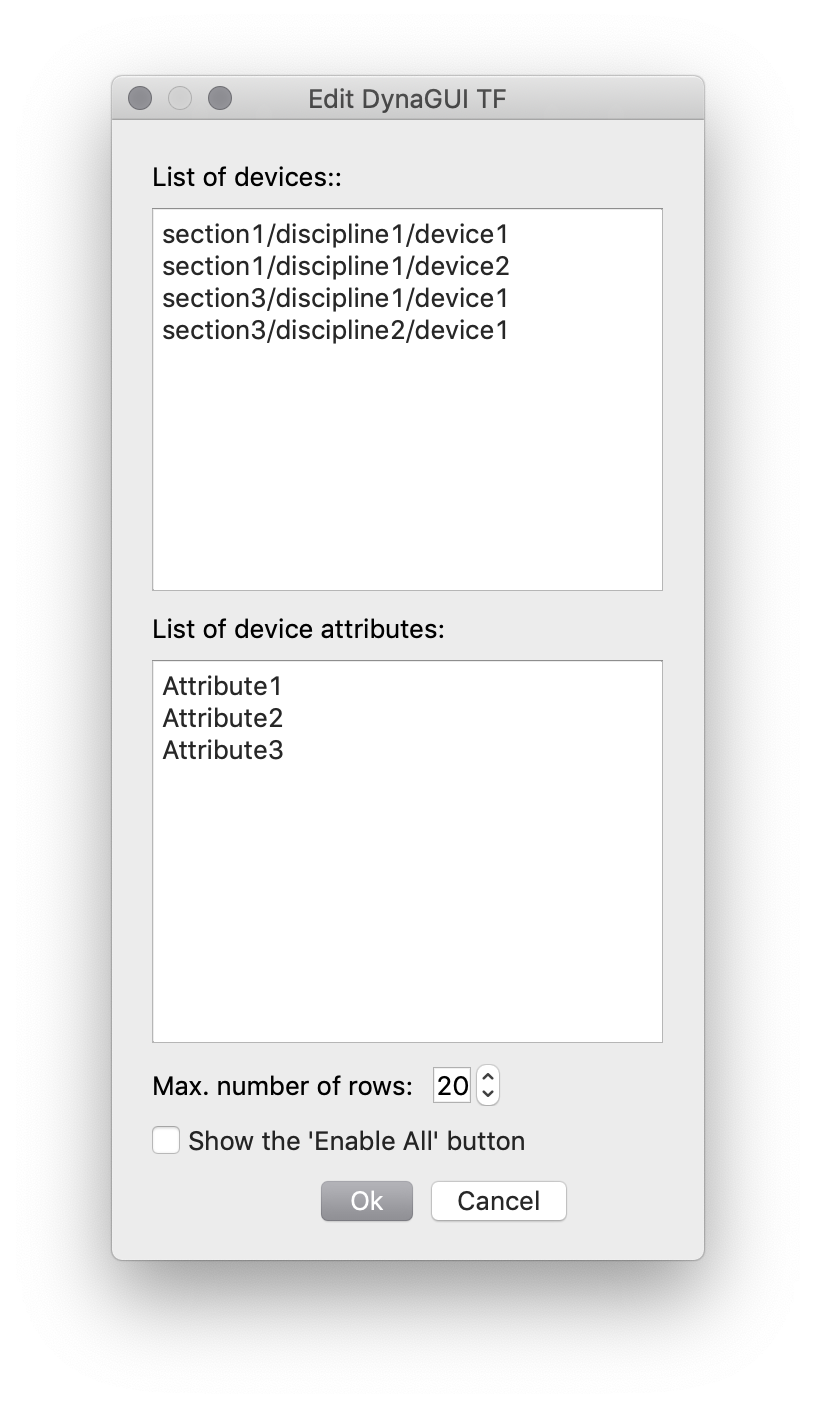 Edit DynaGUI TF
List of devices::
section1/discipline1/device1
section1/discipline1/device2
section3/discipline1/device1
section3/discipline2/device1
List of device attributes:
Attribute1
Attribute2
Attribute3
Max. number of rows: 20
Show the 'Enable All' button
Ok Cancel